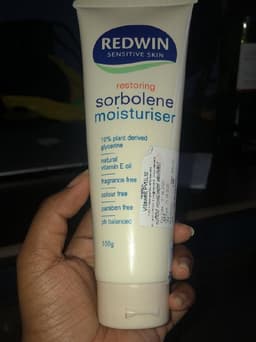 REDWIN
SENSITIVE SKIN
restoring
sorbolene
moisturiser
10% plant derived
glycerine
natural
vitamin E oil
fragrance free
colour free
paraben free
ph balanced
100g